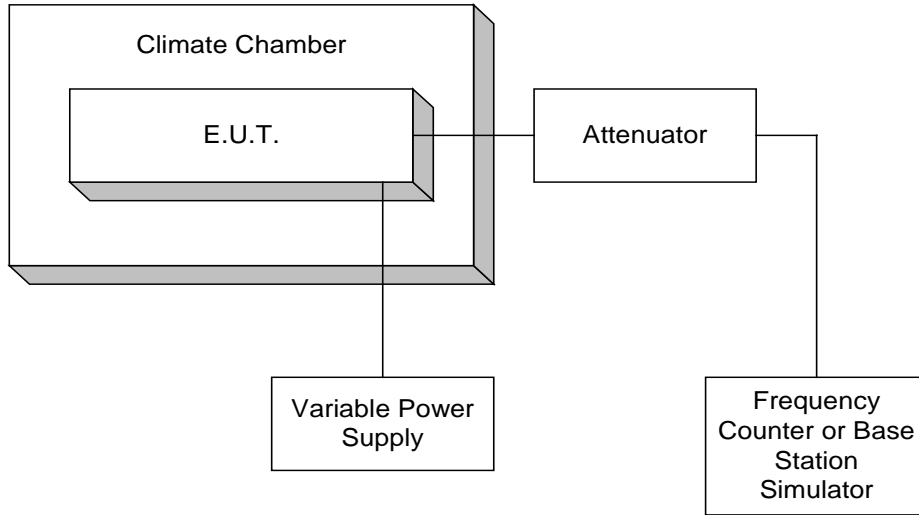 Climate Chamber
E.U.T.
Attenuator
Variable Power
Supply
Frequency
Counter or Base
Station
Simulator